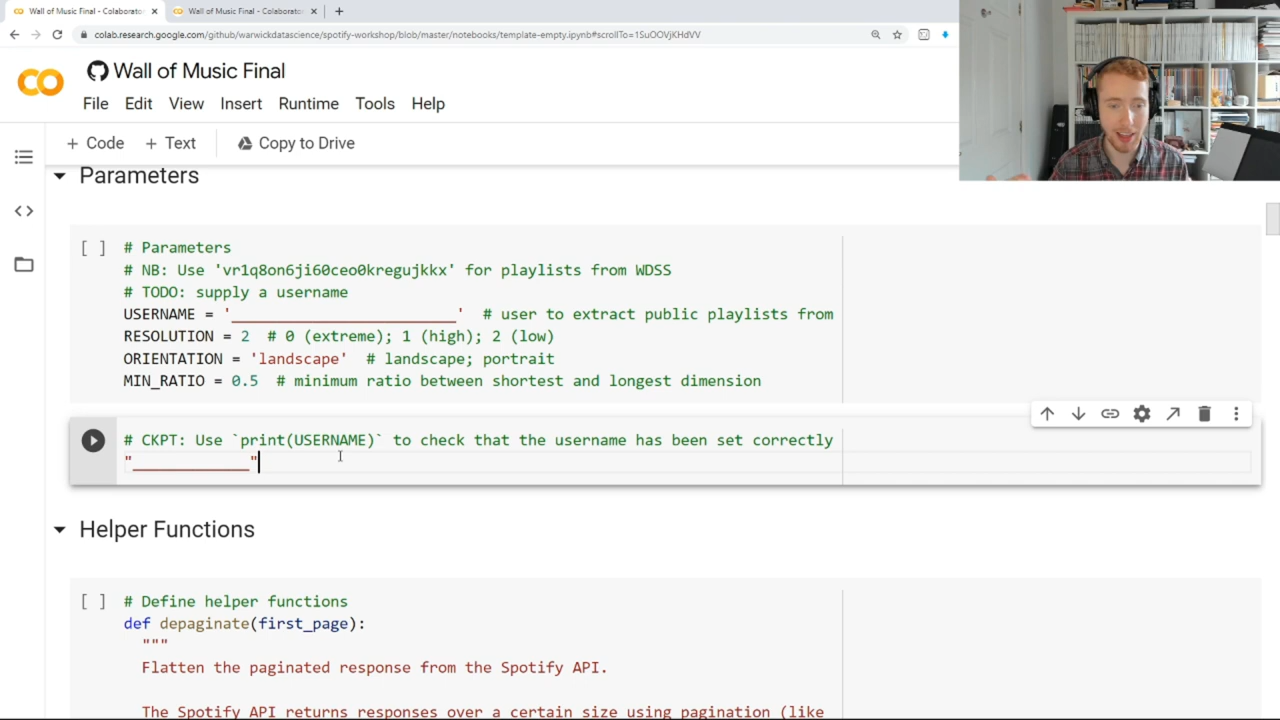 Wall of Music Final - Colaborato
Wall of Music Final - Colaborato
colab.research.google.com/github/warwickdatascience/spotify-workshop/blob/master/notebooks/template-empty.ipynb#scrollTo=1SuOOVjKHdVV
Wall of Music Final
File Edit View Insert Runtime Tools Help
+ Code + Text Copy to Drive
Parameters
[ ] # Parameters
# NB: Use 'vr1q8on6ji60ceo0kregujkkx' for playlists from WDSS
# TODO: supply a username
USERNAME = '_________________________' # user to extract public playlists from
RESOLUTION = 2 # 0 (extreme); 1 (high); 2 (low)
ORIENTATION = 'landscape' # landscape; portrait
MIN_RATIO = 0.5 # minimum ratio between shortest and longest dimension
# CKPT: Use `print(USERNAME)` to check that the username has been set correctly
"_____________"
Helper Functions
[ ] # Define helper functions
def depaginate(first_page):
"""
Flatten the paginated response from the Spotify API.
The Spotify API returns responses over a certain size using pagination (like